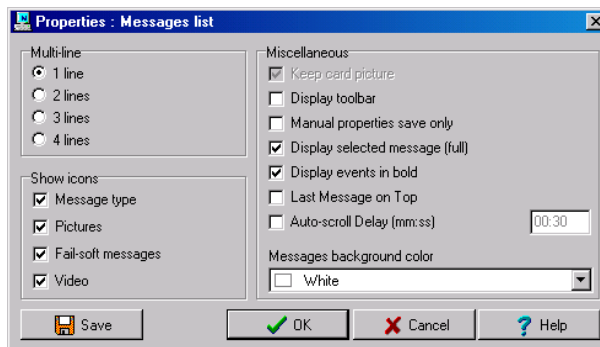 Properties : Messages list
Multi-line
1 line
2 lines
3 lines
4 lines
Show icons
Message type
Pictures
Fail-soft messages
Video
Miscellaneous
Keep card picture
Display toolbar
Manual properties save only
Display selected message (full)
Display events in bold
Last Message on Top
Auto-scroll Delay (mm:ss) 00:30
Messages background color
White
Save OK Cancel Help